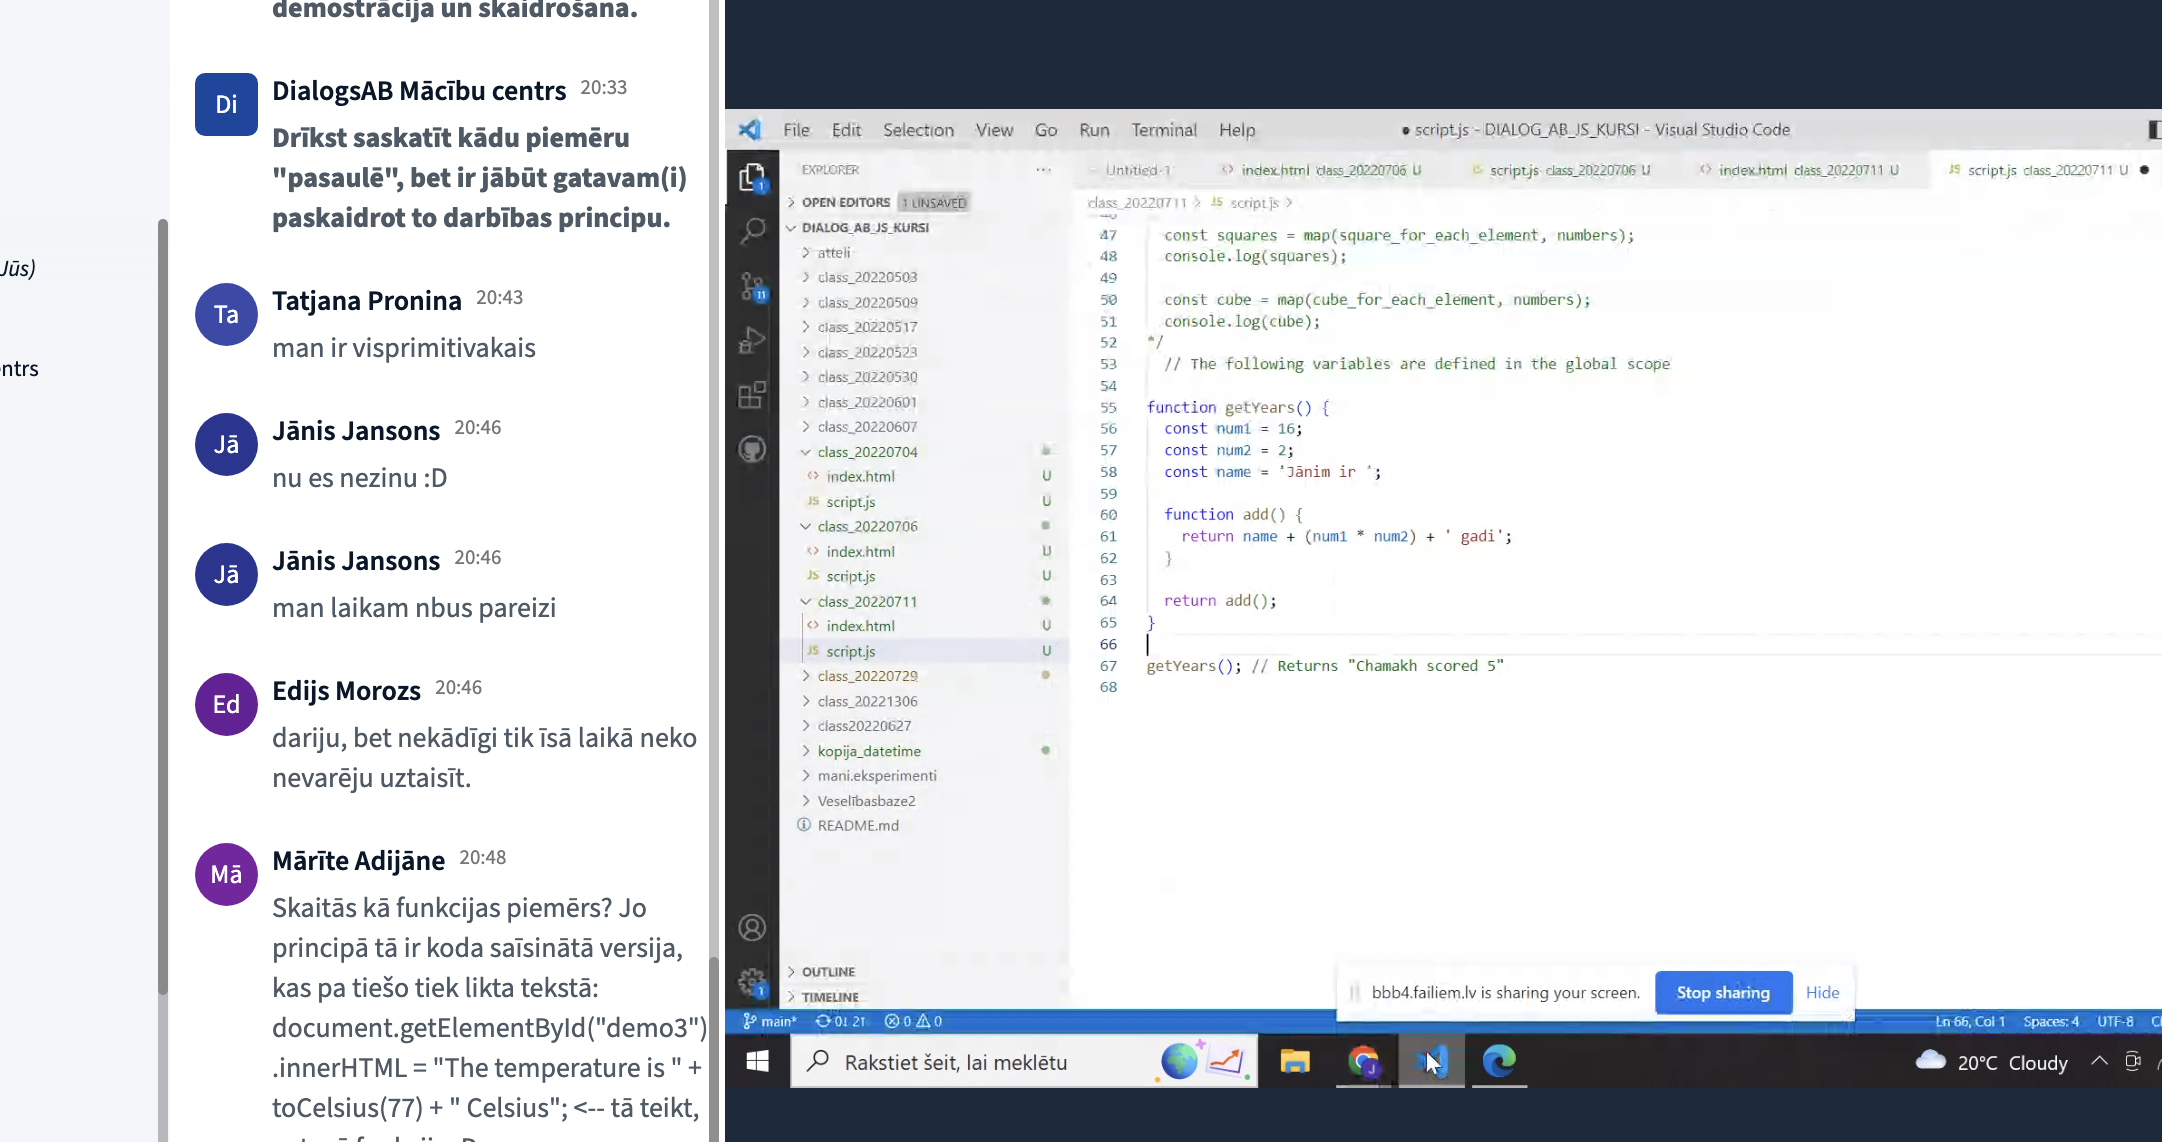 demostrācija un skaidrošana.
Di
DialogsAB Mācību centrs 20:33
Drīkst saskatīt kādu piemēru
"pasaulē", bet ir jābūt gatavam(i)
paskaidrot to darbības principu.
Jūs)
Ta
Tatjana Pronina 20:43
man ir visprimitivakais
entrs
Jā
Jānis Jansons 20:46
nu es nezinu :D
Jā
Jānis Jansons 20:46
man laikam nbus pareizi
Ed
Edijs Morozs 20:46
dariju, bet nekādīgi tik īsā laikā neko
nevarēju uztaisīt.
Mā
Mārīte Adijāne 20:48
Skaitās kā funkcijas piemērs? Jo
principā tā ir koda saīsinātā versija,
kas pa tiešo tiek likta tekstā:
document.getElementById("demo3")
.innerHTML = "The temperature is " +
toCelsius(77) + " Celsius"; <-- tā teikt,
File Edit Selection View Go Run Terminal Help
● script.js - DIALOG_AB_JS_KURSI - Visual Studio Code
EXPLORER ...
Untitled-1
<> index.html class_20220706 U
JS script.js class_20220706 U
<> index.html class_20220711 U
JS script.js class_20220711 U ●
OPEN EDITORS 1 UNSAVED
DIALOG_AB_JS_KURSI
atteli
class_20220503
class_20220509
class_20220517
class_20220523
class_20220530
class_20220601
class_20220607
class_20220704
<> index.html U
JS script.js U
class_20220706
<> index.html U
JS script.js U
class_20220711
<> index.html U
JS script.js U
class_20220729
class_20221306
class20220627
kopija_datetime
mani.eksperimenti
Veselibasbaze2
README.md
OUTLINE
TIMELINE
1
11
1
class_20220711 > JS script.js >
47 const squares = map(square_for_each_element, numbers);
48 console.log(squares);
49
50 const cube = map(cube_for_each_element, numbers);
51 console.log(cube);
52 */
53 // The following variables are defined in the global scope
54
55 function getYears() {
56 const num1 = 16;
57 const num2 = 2;
58 const name = 'Jānim ir ';
59
60 function add() {
61 return name + (num1 * num2) + ' gadi';
62 }
63
64 return add();
65 }
66
67 getYears(); // Returns "Chamakh scored 5"
68
bbb4.failiem.lv is sharing your screen. Stop sharing Hide
main* 0↓ 2↑ 0 0
Ln 66, Col 1 Spaces: 4 UTF-8
Rakstiet šeit, lai meklētu
20°C Cloudy